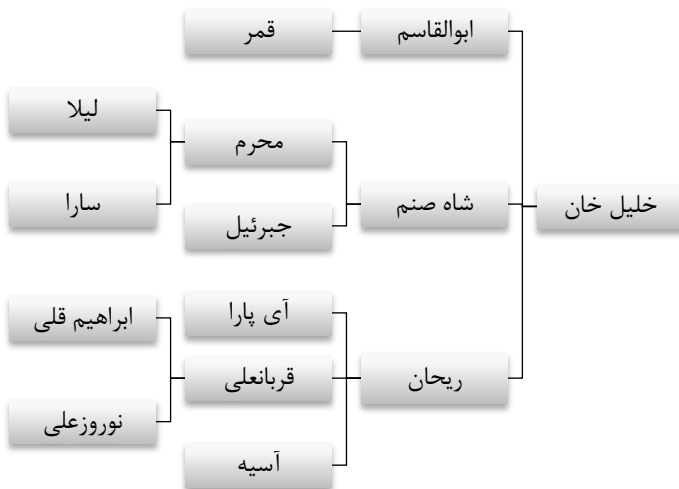 خلیل خان
ابوالقاسم
قمر
شاه صنم
محرم
لیلا
سارا
جبرئیل
ریحان
آی پارا
قربانعلی
ابراهیم قلی
نوروزعلی
آسیه